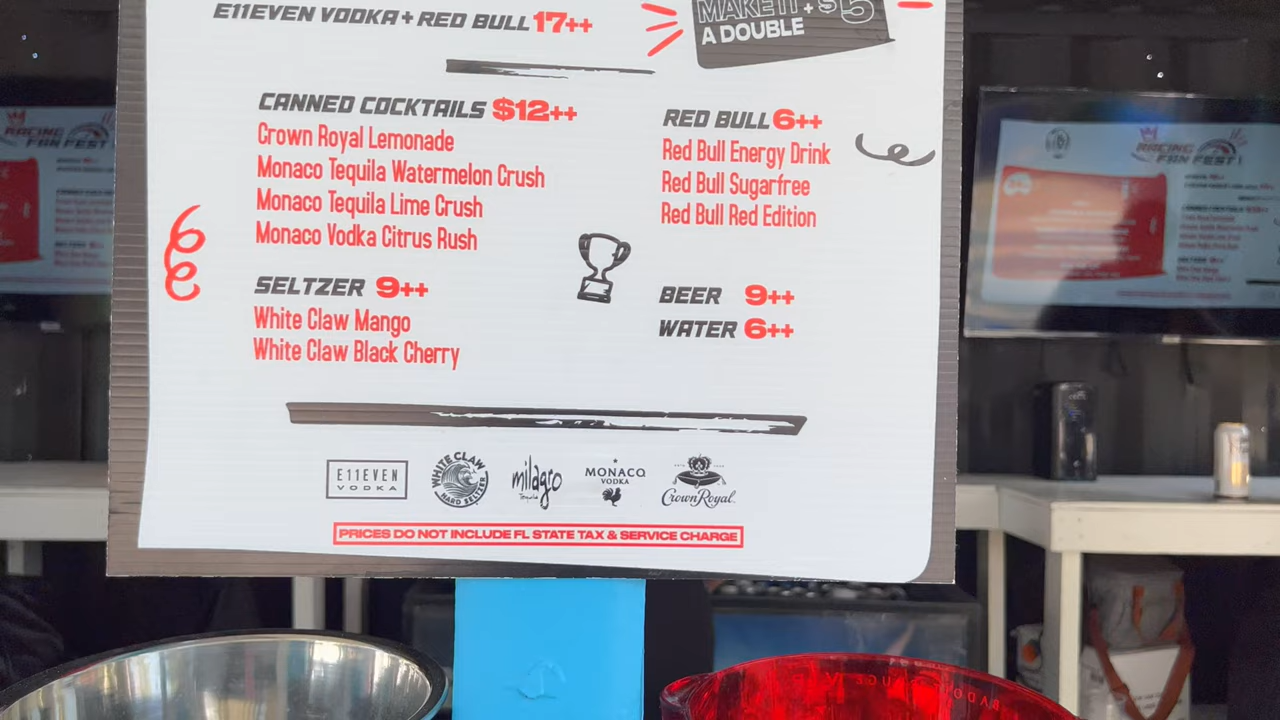 E11EVEN VODKA + RED BULL 17++
MAKE IT + $5
A DOUBLE
CANNED COCKTAILS $12++
Crown Royal Lemonade
Monaco Tequila Watermelon Crush
Monaco Tequila Lime Crush
Monaco Vodka Citrus Rush
SELTZER 9++
White Claw Mango
White Claw Black Cherry
RED BULL 6++
Red Bull Energy Drink
Red Bull Sugarfree
Red Bull Red Edition
BEER 9++
WATER 6++
E11EVEN
VODKA
WHITE CLAW
HARD SELTZER
milagro
Tequila
MONACO
VODKA
Crown Royal
PRICES DO NOT INCLUDE FL STATE TAX & SERVICE CHARGE
RACING
FAN FEST
RACING
FAN FEST!